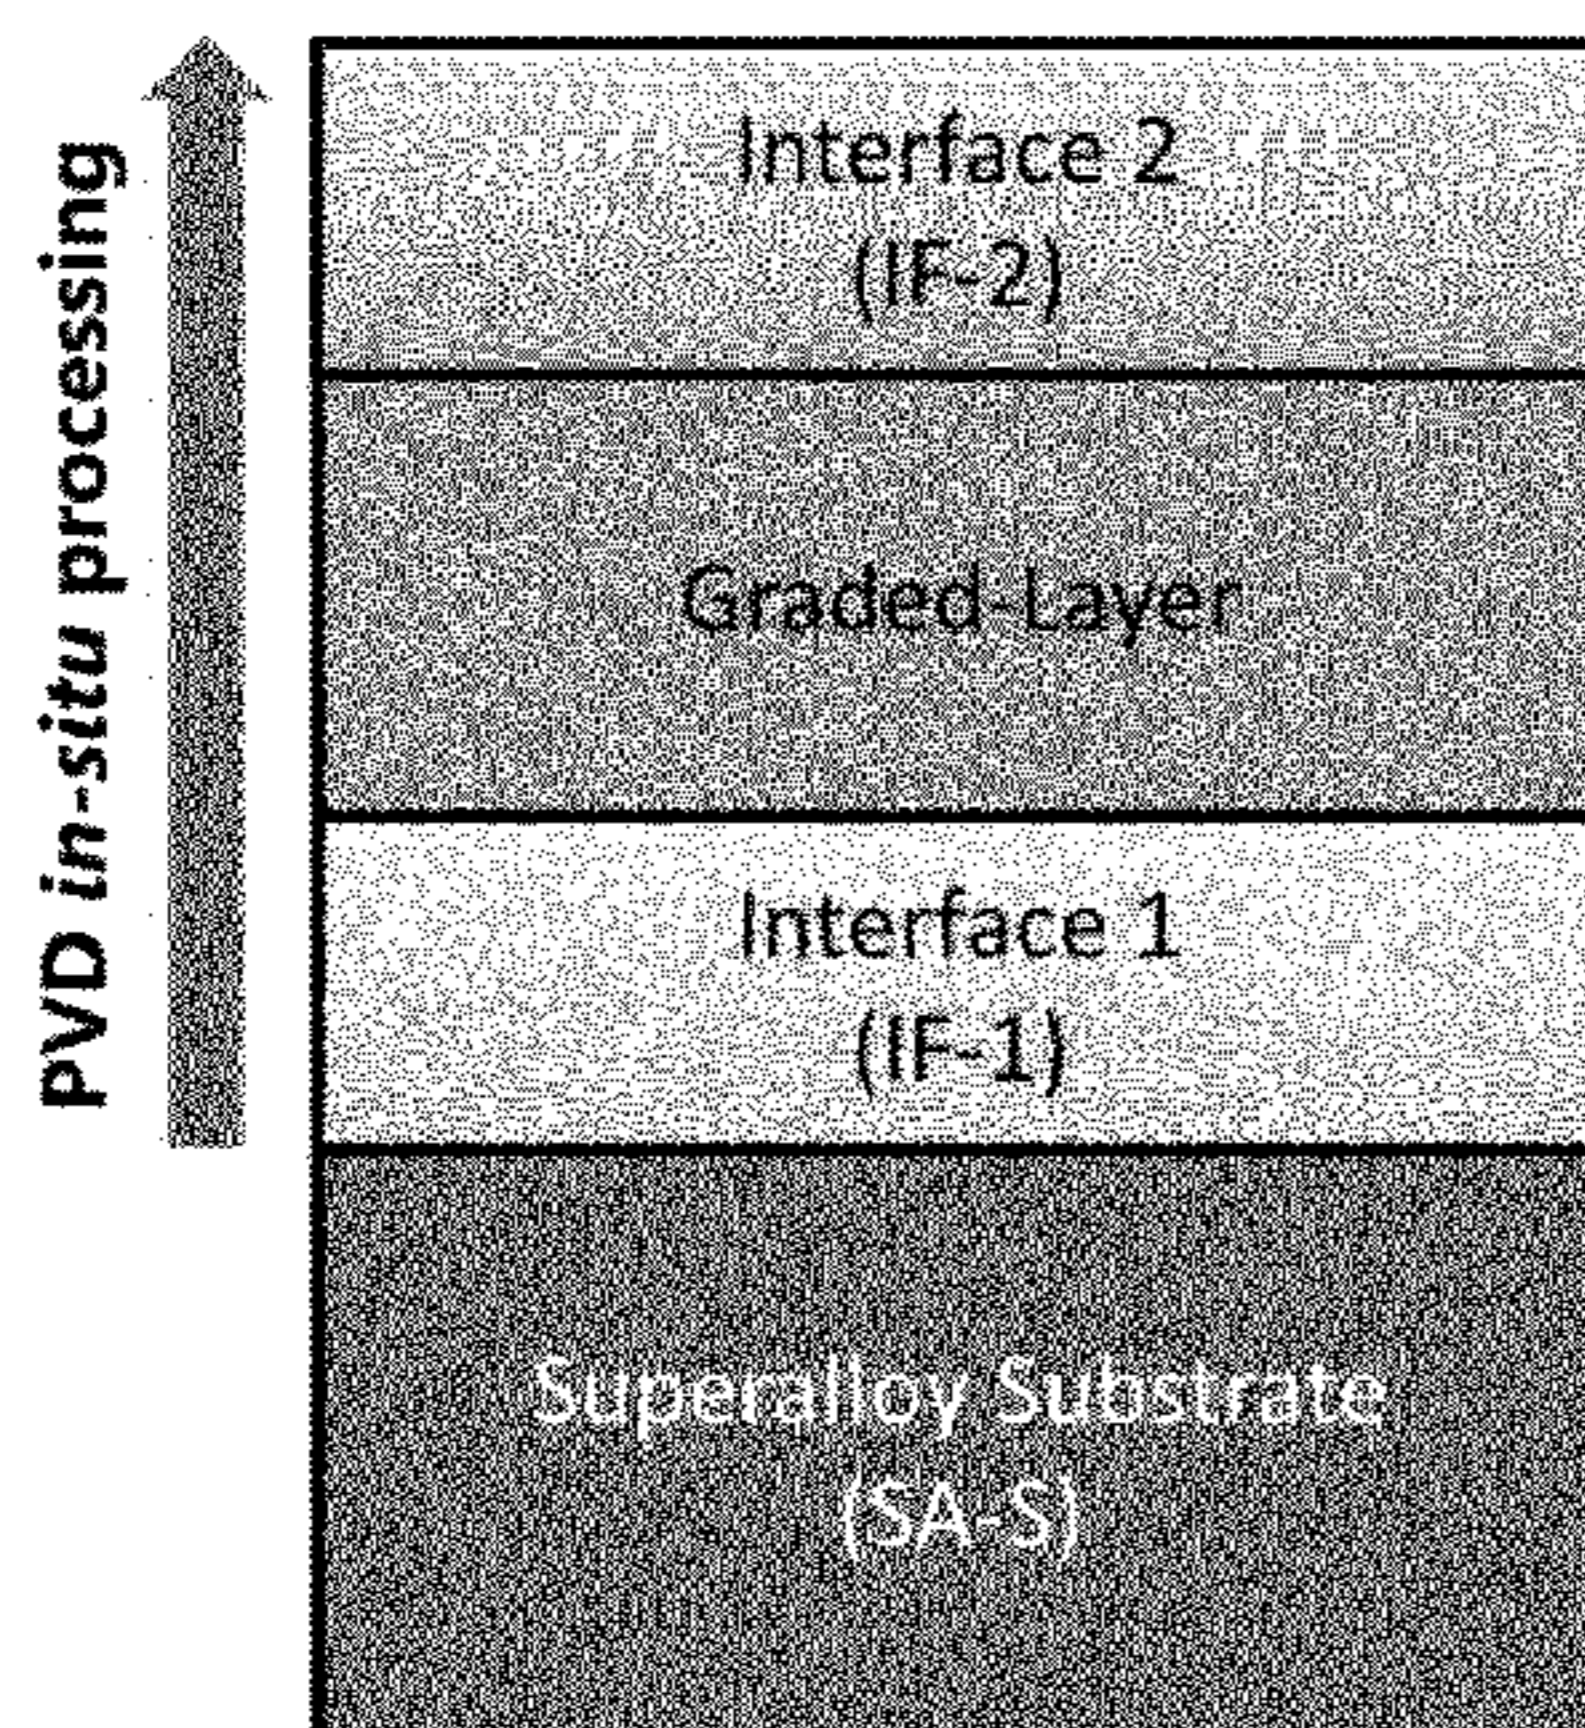 PVD in-situ processing
Interface 2
(IF-2)
Graded-Layer
Interface 1
(IF-1)
Superalloy Substrate
(SA-S)